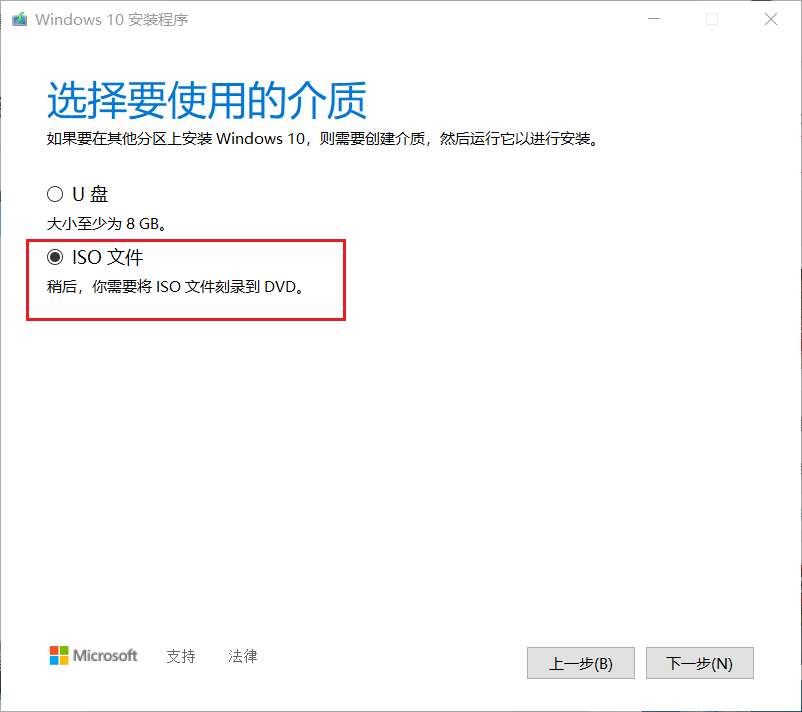 Windows 10 安装程序
选择要使用的介质
如果要在其他分区上安装 Windows 10，则需要创建介质，然后运行它以进行安装。
U 盘
大小至少为 8 GB。
ISO 文件
稍后，你需要将 ISO 文件刻录到 DVD。
Microsoft 支持 法律 上一步(B) 下一步(N)